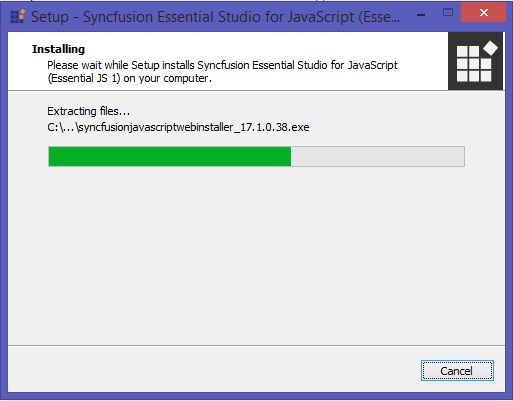 Setup - Syncfusion Essential Studio for JavaScript (Esse...
Installing
Please wait while Setup installs Syncfusion Essential Studio for JavaScript
(Essential JS 1) on your computer.
Extracting files...
C:\...\syncfusionjavascriptwebinstaller_17.1.0.38.exe
Cancel